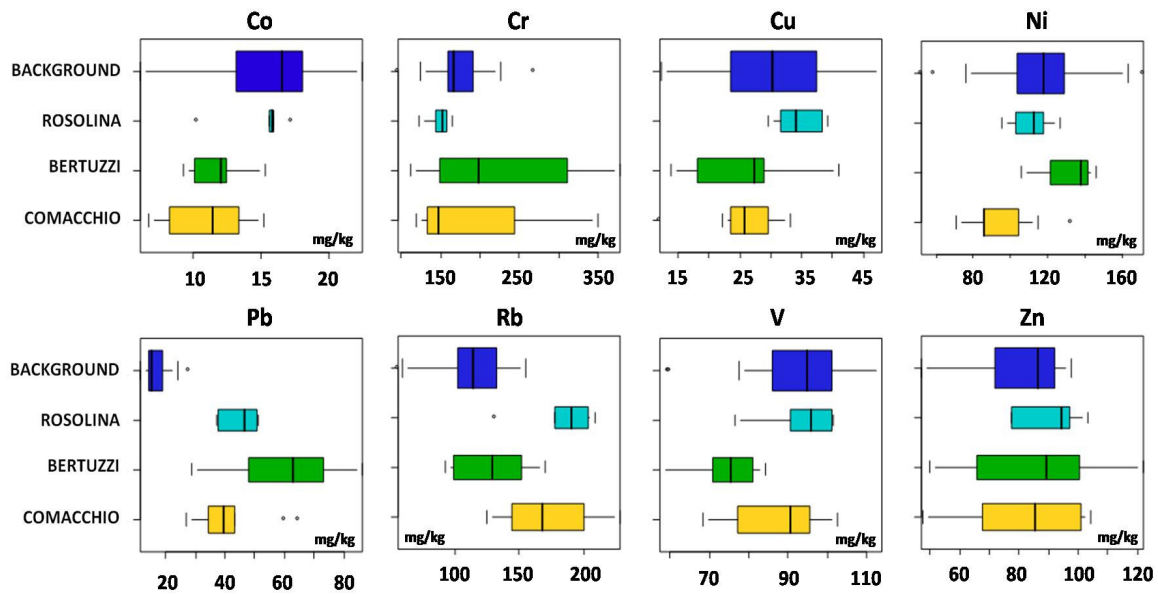 Co Cr Cu Ni
BACKGROUND
ROSOLINA
BERTUZZI
COMACCHIO
mg/kg mg/kg mg/kg mg/kg
10 15 20 150 250 350 15 25 35 45 80 120 160
Pb Rb V Zn
BACKGROUND
ROSOLINA
BERTUZZI
COMACCHIO
mg/kg mg/kg mg/kg mg/kg
20 40 60 80 100 150 200 70 90 110 60 80 100 120